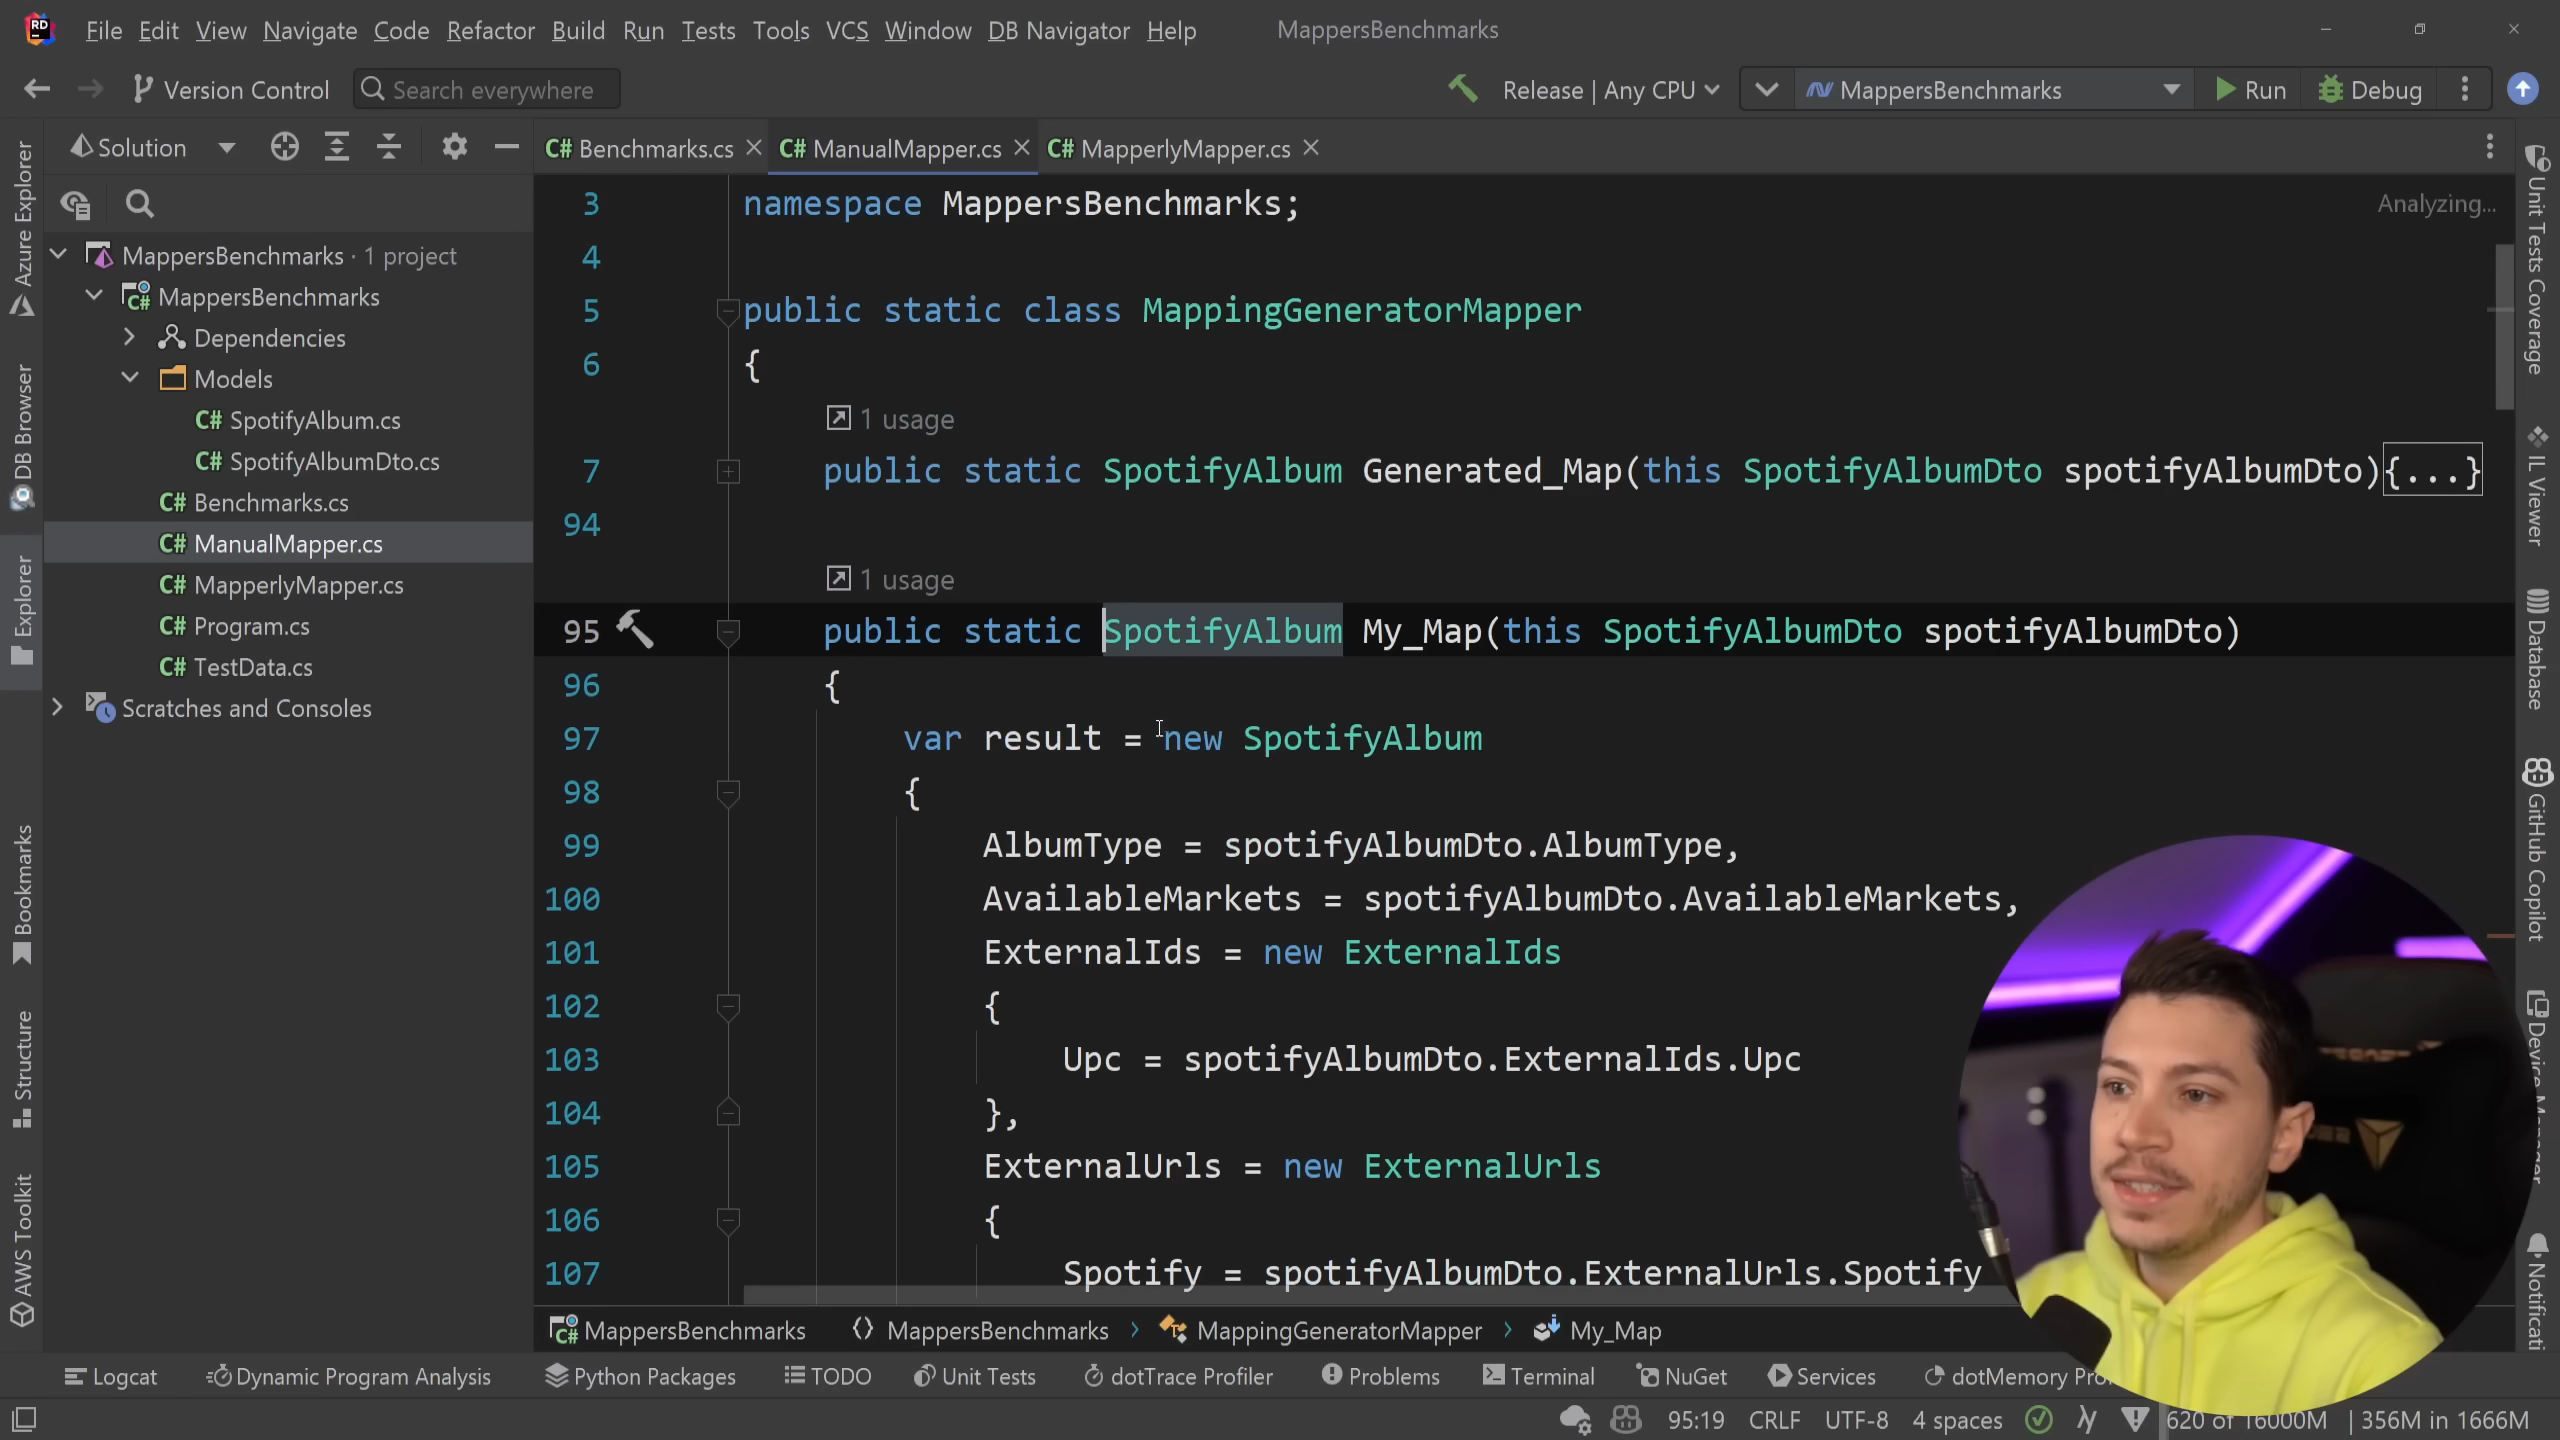 RD
File Edit View Navigate Code Refactor Build Run Tests Tools VCS Window DB Navigator Help
MappersBenchmarks
Version Control
Search everywhere
Release | Any CPU
MappersBenchmarks
Run
Debug
Solution
C# Benchmarks.cs
C# ManualMapper.cs
C# MapperlyMapper.cs
Azure Explorer
DB Browser
Explorer
Bookmarks
Structure
AWS Toolkit
MappersBenchmarks · 1 project
C# MappersBenchmarks
Dependencies
Models
C# SpotifyAlbum.cs
C# SpotifyAlbumDto.cs
C# Benchmarks.cs
C# ManualMapper.cs
C# MapperlyMapper.cs
C# Program.cs
C# TestData.cs
Scratches and Consoles
3 namespace MappersBenchmarks;
Analyzing...
4
5 public static class MappingGeneratorMapper
6 {
1 usage
7 public static SpotifyAlbum Generated_Map(this SpotifyAlbumDto spotifyAlbumDto){...}
94
1 usage
95 public static SpotifyAlbum My_Map(this SpotifyAlbumDto spotifyAlbumDto)
96 {
97 var result = new SpotifyAlbum
98 {
99 AlbumType = spotifyAlbumDto.AlbumType,
100 AvailableMarkets = spotifyAlbumDto.AvailableMarkets,
101 ExternalIds = new ExternalIds
102 {
103 Upc = spotifyAlbumDto.ExternalIds.Upc
104 },
105 ExternalUrls = new ExternalUrls
106 {
107 Spotify = spotifyAlbumDto.ExternalUrls.Spotify
Unit Tests Coverage
IL Viewer
Database
GitHub Copilot
Device
Notificati
C# MappersBenchmarks
MappersBenchmarks
MappingGeneratorMapper
My_Map
Logcat
Dynamic Program Analysis
Python Packages
TODO
Unit Tests
dotTrace Profiler
Problems
Terminal
NuGet
Services
dotMemory
95:19 CRLF UTF-8 4 spaces
620 of 16000M | 356M in 1666M